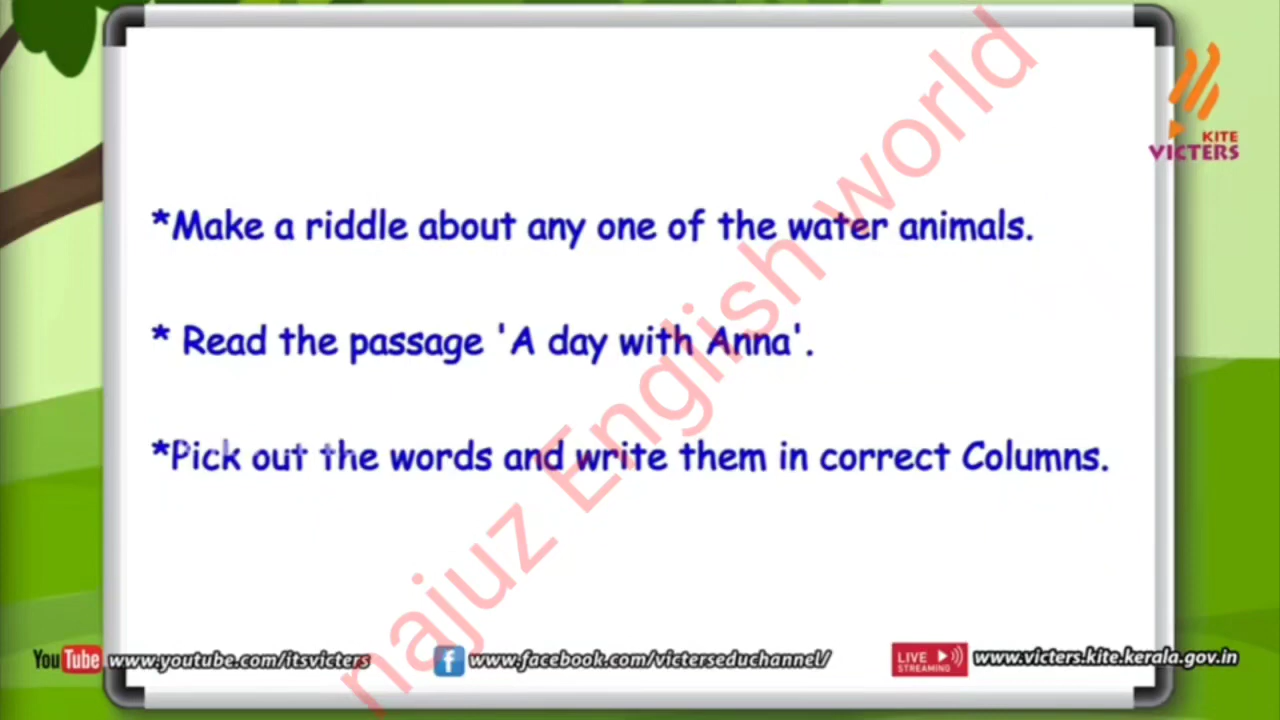 KITE
VICTERS
*Make a riddle about any one of the water animals.
* Read the passage 'A day with Anna'.
*Pick out the words and write them in correct Columns.
najuz English world
YouTube www.youtube.com/itsvicters
f www.facebook.com/victerseduchannel/
LIVE STREAMING www.victers.kite.kerala.gov.in